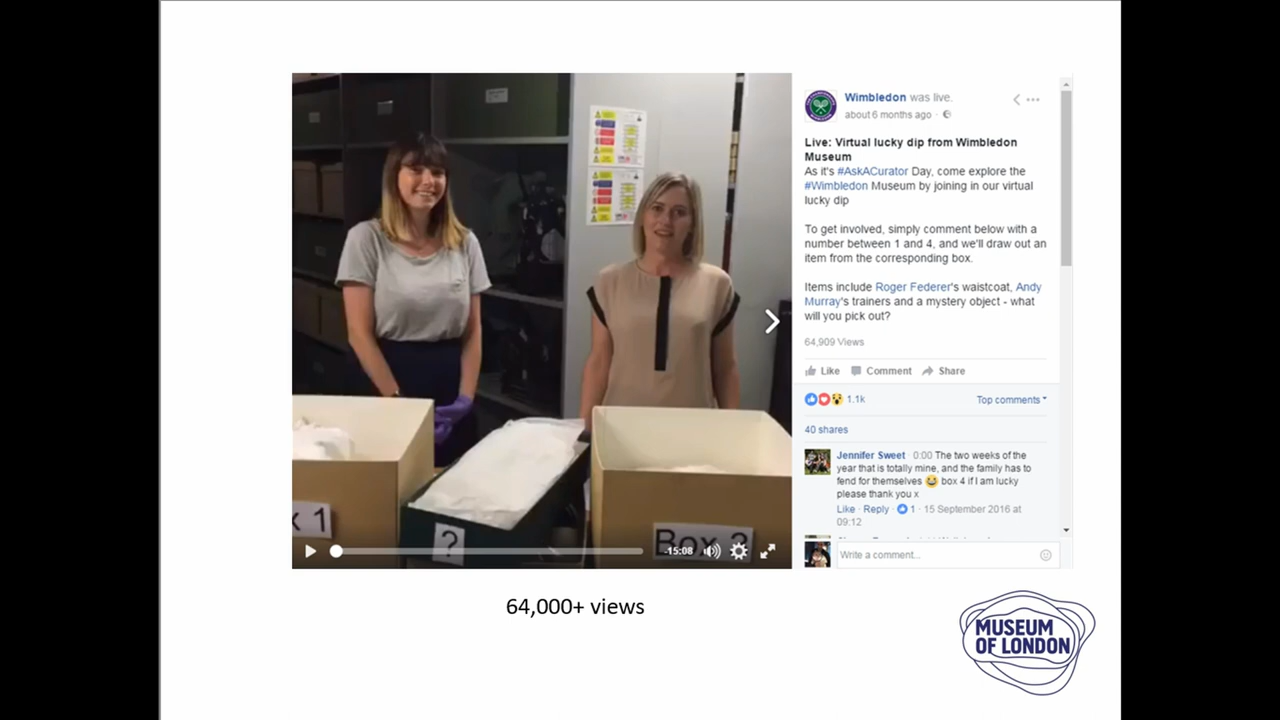 Wimbledon was live.
about 6 months ago ·
Live: Virtual lucky dip from Wimbledon
Museum
As it's #AskACurator Day, come explore the
#Wimbledon Museum by joining in our virtual
lucky dip
To get involved, simply comment below with a
number between 1 and 4, and we'll draw out an
item from the corresponding box.
Items include Roger Federer's waistcoat, Andy
Murray's trainers and a mystery object - what
will you pick out?
64,909 Views
Like Comment Share
1.1k Top comments
40 shares
Jennifer Sweet 0:00 The two weeks of the
year that is totally mine, and the family has to
fend for themselves 😂 box 4 if I am lucky
please thank you x
Like · Reply · 1 · 15 September 2016 at
09:12
Write a comment...
x 1
?
Box
-15:08
64,000+ views
MUSEUM
OF LONDON